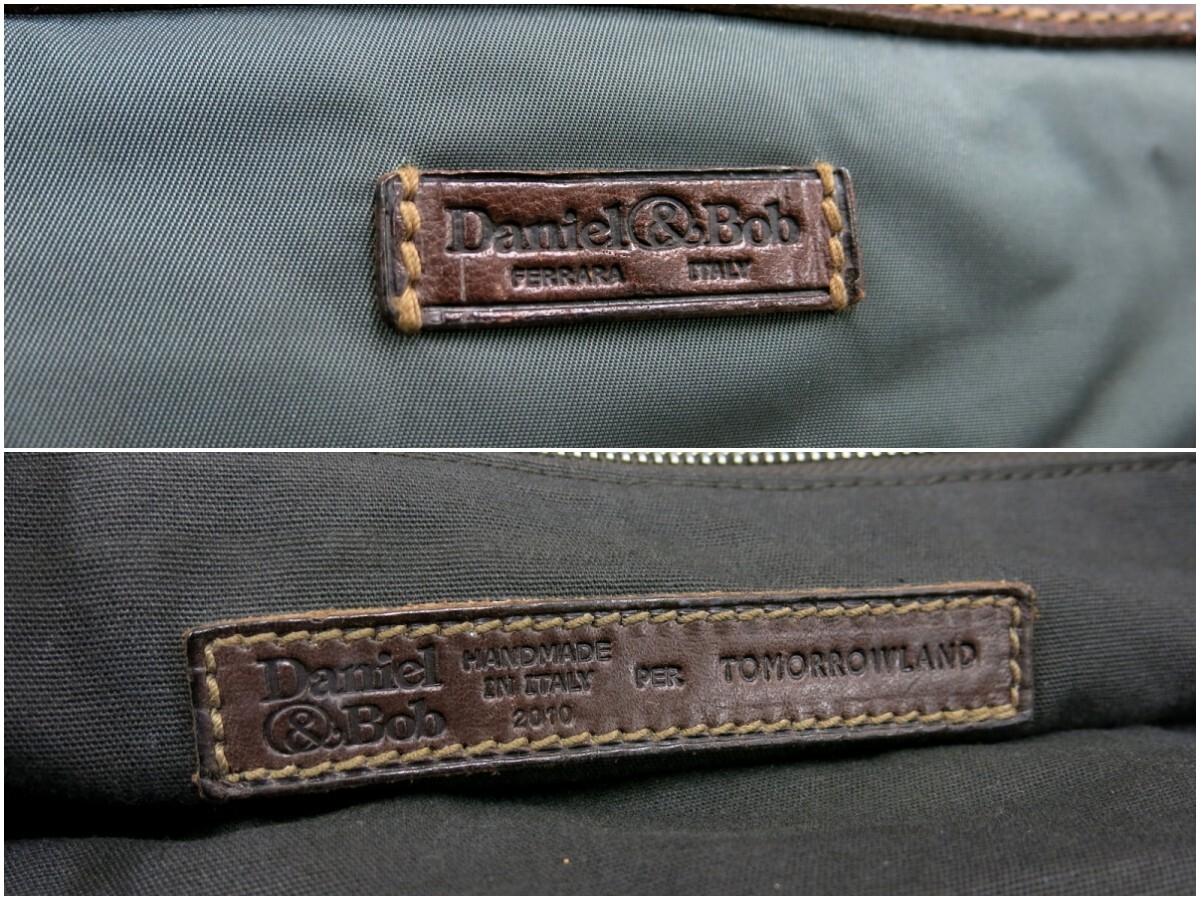 Daniel & Bob
FERRARA ITALY
Daniel
& Bob
HANDMADE
IN ITALY
2010
PER
TOMORROWLAND